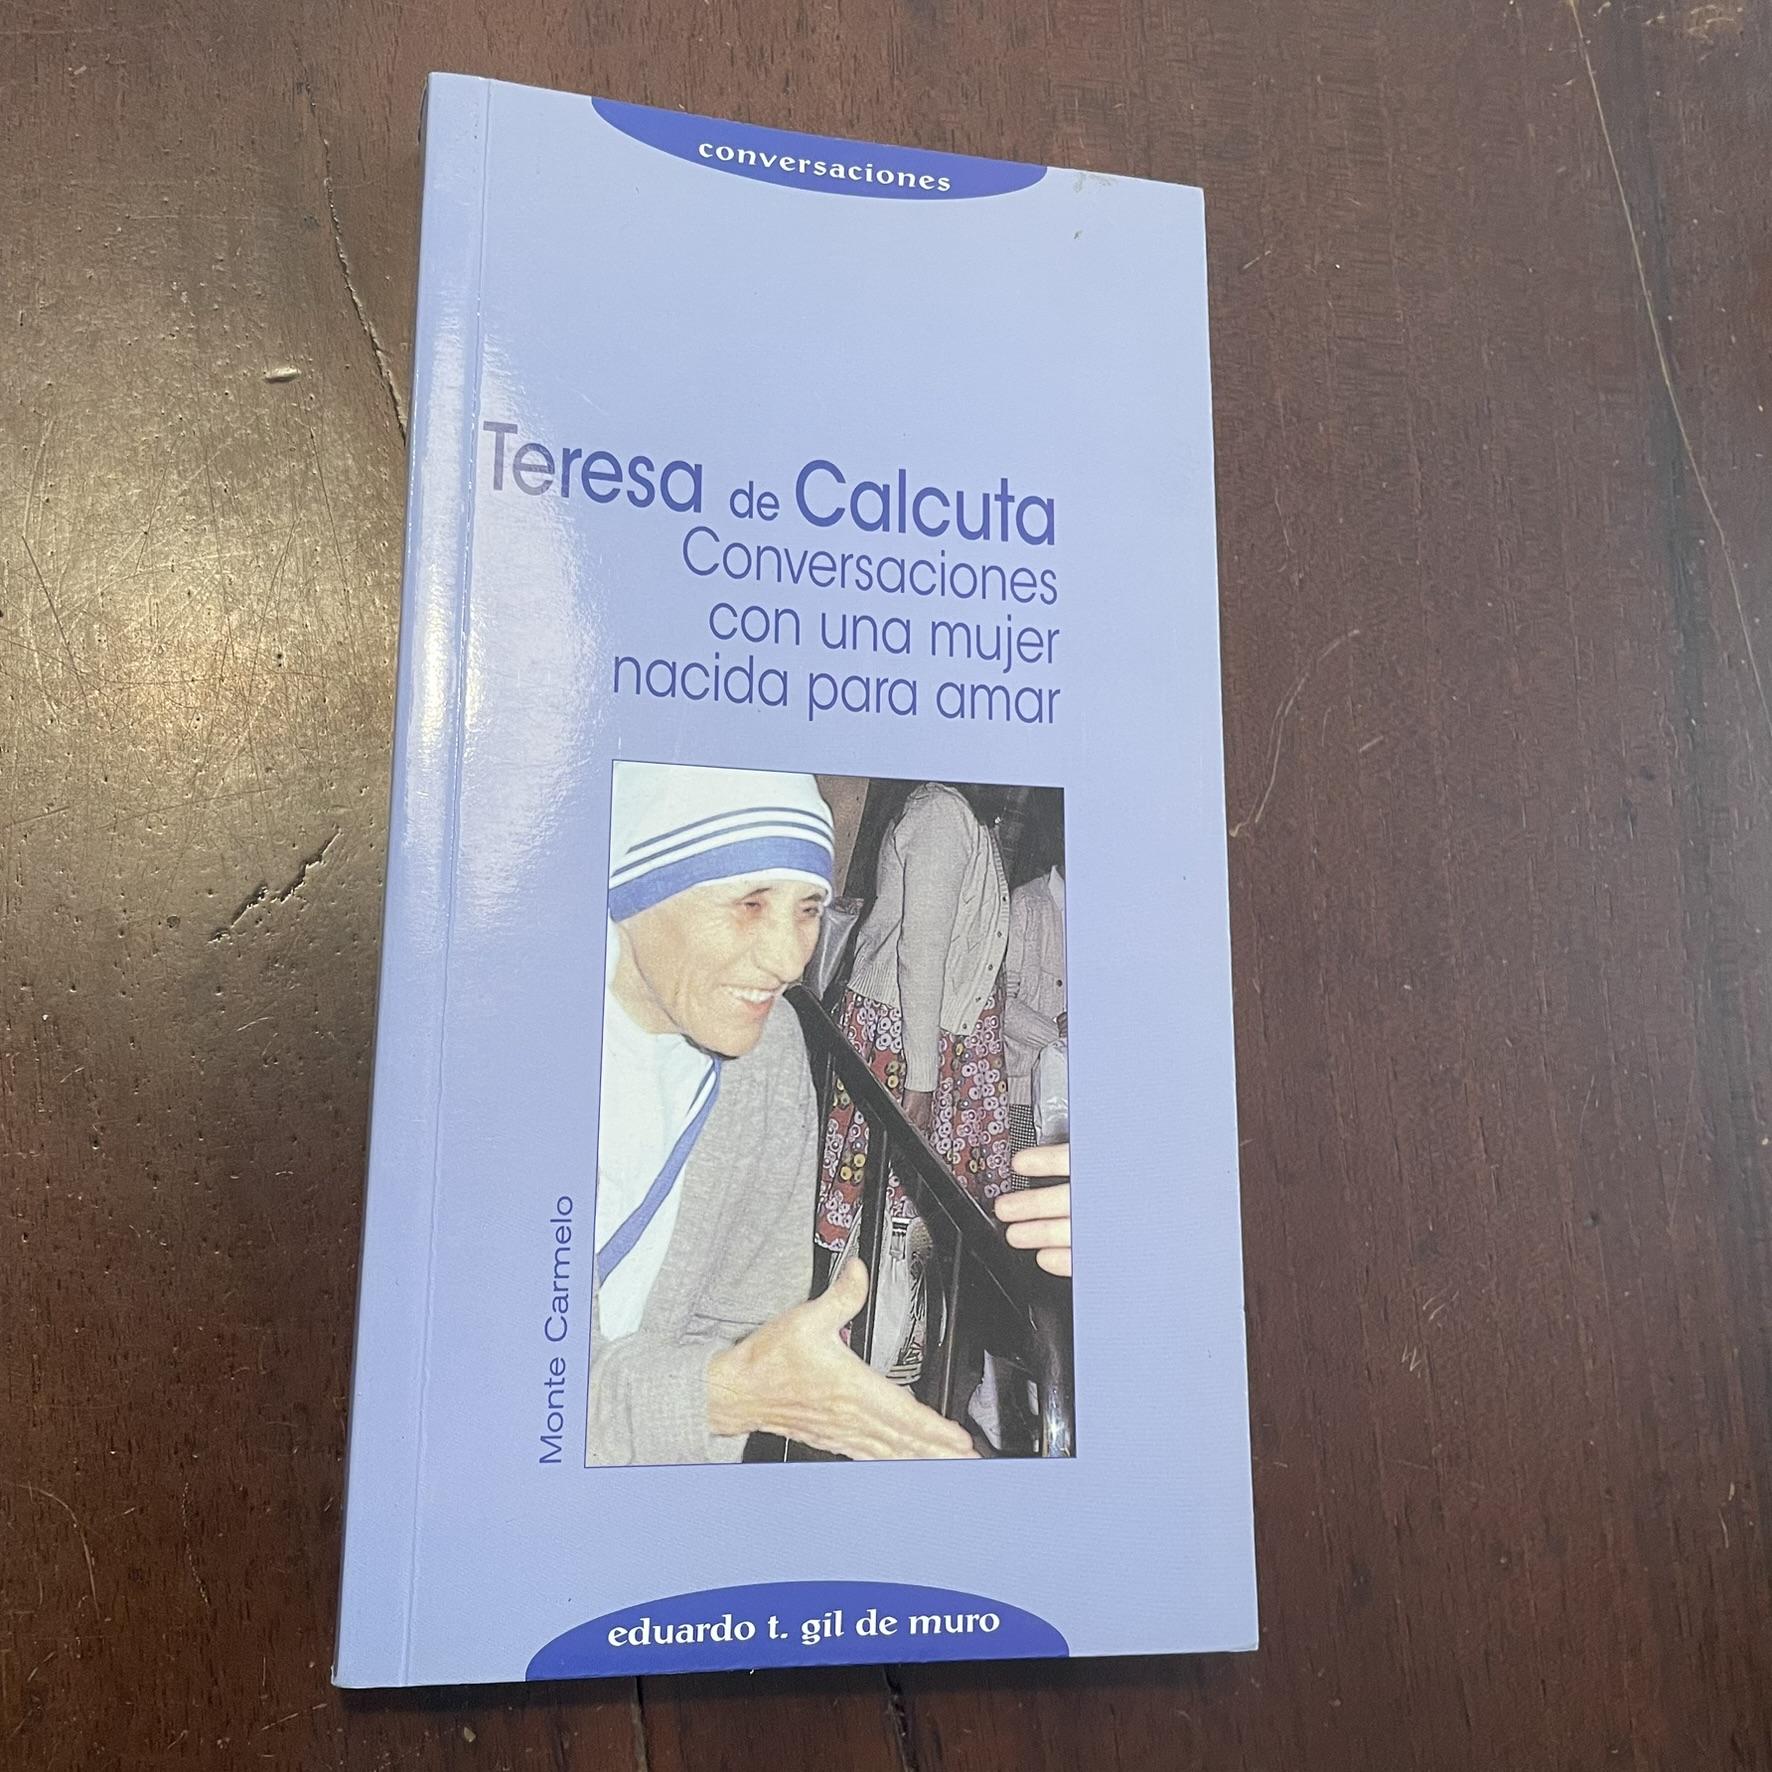 conversaciones
Teresa de Calcuta
Conversaciones
con una mujer
nacida para amar
Monte Carmelo
eduardo t. gil de muro